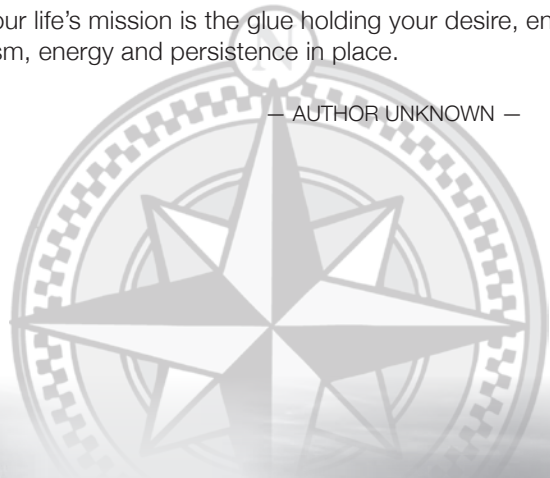 our life’s mission is the glue holding your desire, en
sm, energy and persistence in place.
N
— AUTHOR UNKNOWN —